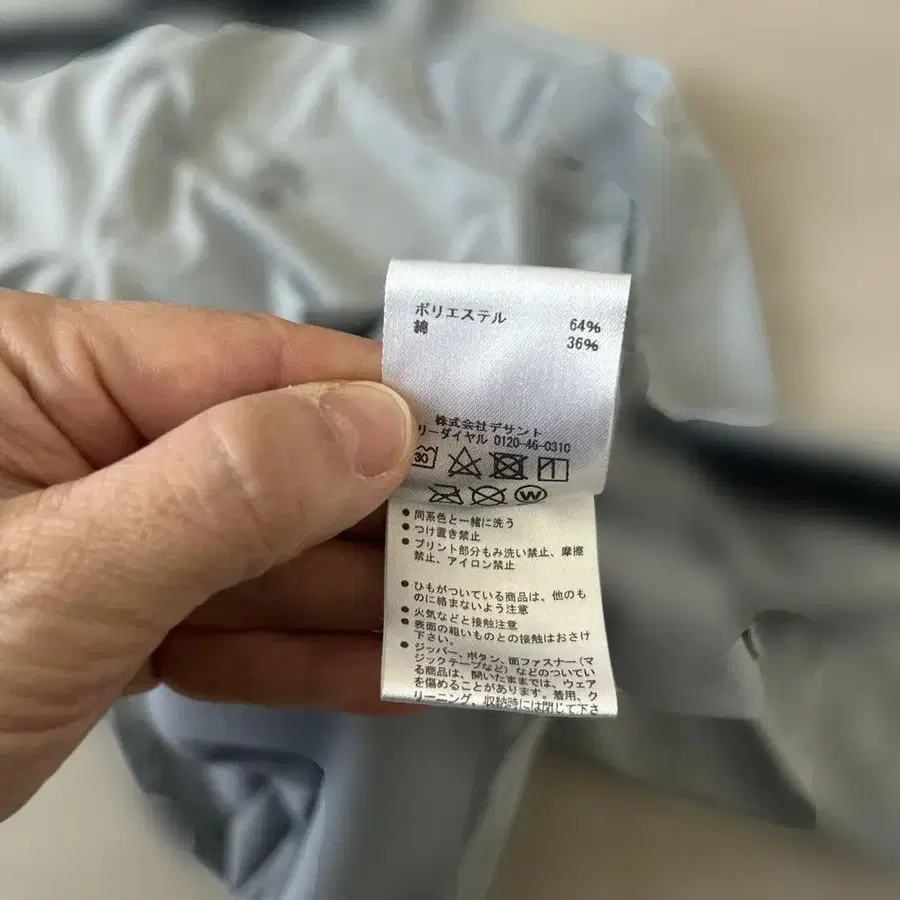 ポリエステル 64%
綿 36%
株式会社デサント
リーダイヤル 0120-46-0310
30
W
● 同系色と一緒に洗う
● つけ置き禁止
● プリント部分もみ洗い禁止、摩擦
禁止、アイロン禁止
● ひもがついている商品は、他のも
のに絡まないよう注意
● 火気などと接触注意
● 表面の粗いものとの接触はおさけ
下さい。
● ジッパー、ボタン、面ファスナー(マ
ジックテープなど)などのついてい
る商品は、開いたままでは、ウェア
を傷めることがあります。着用、ク
リーニング、収納時には閉じて下さ